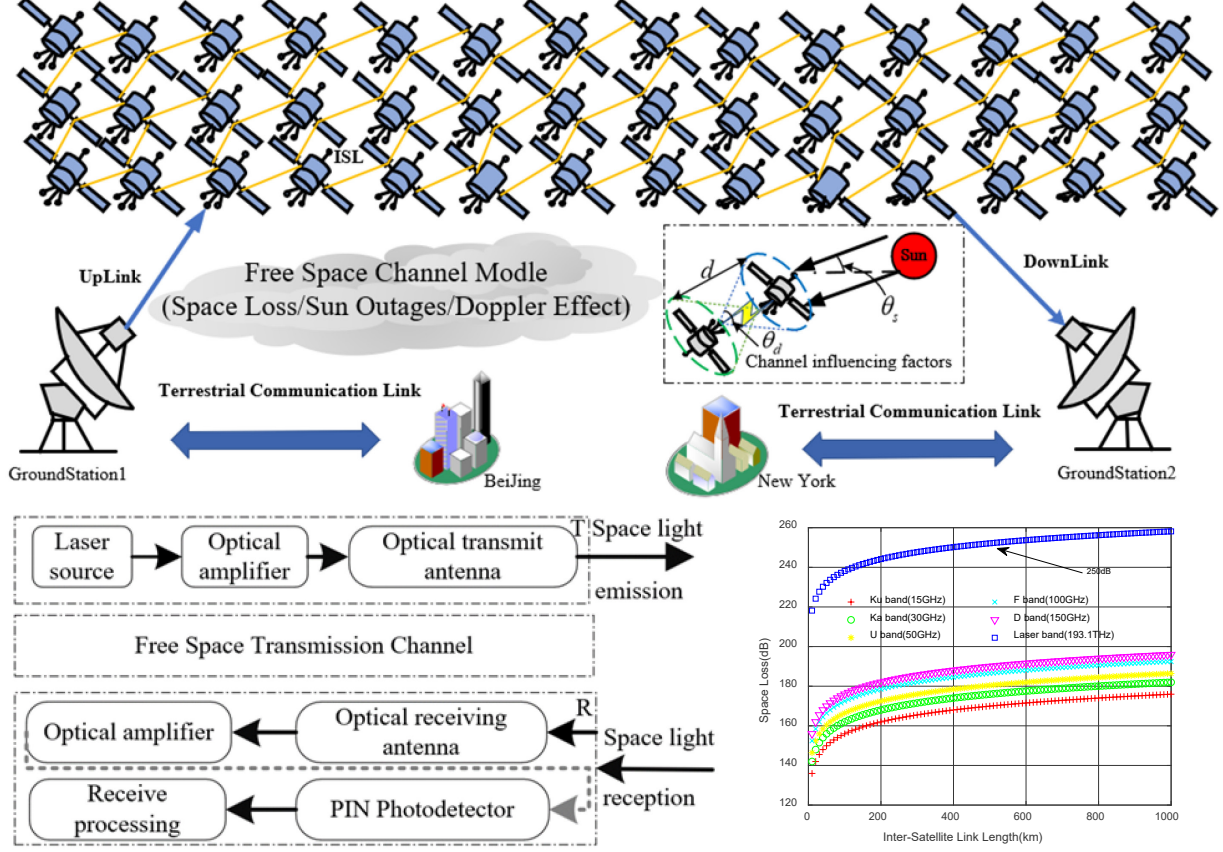 ISL
UpLink
Free Space Channel Modle
(Space Loss/Sun Outages/Doppler Effect)
d
Sun
θs
θd
Channel influencing factors
DownLink
Terrestrial Communication Link
Terrestrial Communication Link
GroundStation1
BeiJing
New York
GroundStation2
Laser
source
Optical
amplifier
Optical transmit
antenna
T Space light
emission
Free Space Transmission Channel
Optical amplifier
Optical receiving
antenna
R
Space light
reception
Receive
processing
PIN Photodetector
260
240
220
200
180
160
140
120
Space Loss(dB)
250dB
Ku band(15GHz)
Ka band(30GHz)
U band(50GHz)
F band(100GHz)
D band(150GHz)
Laser band(193.1THz)
0
200
400
600
800
1000
Inter-Satellite Link Length(km)